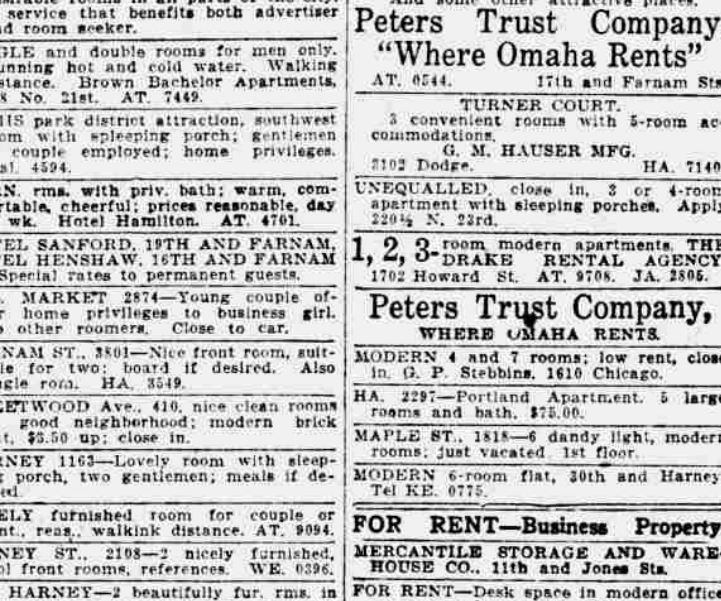 service that benefits both advertiser
room seeker.
GLE and double rooms for men only.
unning hot and cold water. Walking
stance. Brown Bachelor Apartments,
8 No. 21st. AT. 7449.
IIS park district attraction, southwest
om with spleeping porch; gentlemen
couple employed; home privileges.
4594.
N. rms. with priv. bath; warm, com-
rtable, cheerful; prices reasonable, day
wk. Hotel Hamilton. AT. 4701.
EL SANFORD, 19TH AND FARNAM,
EL HENSHAW, 16TH AND FARNAM
Special rates to permanent guests.
MARKET 2874—Young couple of-
r home privileges to business girl.
other roomers. Close to car.
NAM ST., 3801—Nice front room, suit-
le for two; board if desired. Also
gle rom. HA. 3549.
ETWOOD Ave., 410, nice clean rooms
good neighborhood; modern brick
t, $3.50 up; close in.
RNEY 1163—Lovely room with sleep-
porch, two gentlemen; meals if de-
ed.
ELY furnished room for couple or
nt., reas., walkink distance. AT. 9094.
NEY ST., 2108—2 nicely furnished,
front rooms, references. WE. 0396.
HARNEY—2 beautifully fur. rms. in
And some other attractive places.
Peters Trust Company
“Where Omaha Rents”
AT. 0544. 17th and Farnam Sts
TURNER COURT.
3 convenient rooms with 5-room ac-
commodations.
G. M. HAUSER MFG.
3102 Dodge. HA. 7140
UNEQUALLED, close in, 3 or 4-room
apartment with sleeping porches. Apply
220½ N. 23rd.
1, 2, 3-room modern apartments. THE
DRAKE RENTAL AGENCY
1702 Howard St. AT. 9708. JA. 2805.
Peters Trust Company,
WHERE OMAHA RENTS.
MODERN 4 and 7 rooms; low rent, close
in. G. P. Stebbins, 1610 Chicago.
HA. 2297—Portland Apartment. 5 large
rooms and bath, $75.00.
MAPLE ST., 1818—6 dandy light, modern
rooms; just vacated 1st floor.
MODERN 6-room flat, 30th and Harney
Tel KE. 0775.
FOR RENT—Business Property
MERCANTILE STORAGE AND WARE-
HOUSE CO., 11th and Jones Sts.
FOR RENT—Desk space in modern office